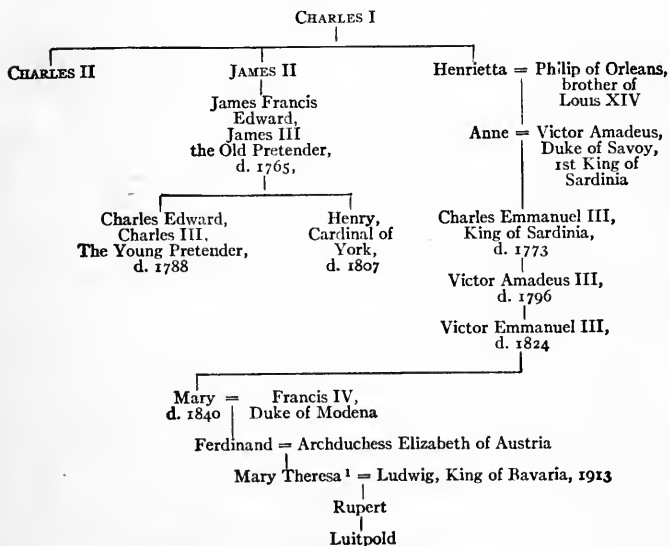 CHARLES I
CHARLES II
JAMES II
Henrietta = Philip of Orleans,
brother of
Louis XIV
James Francis
Edward,
James III
the Old Pretender,
d. 1765,
Anne = Victor Amadeus,
Duke of Savoy,
1st King of
Sardinia
Charles Edward,
Charles III,
The Young Pretender,
d. 1788
Henry,
Cardinal of
York,
d. 1807
Charles Emmanuel III,
King of Sardinia,
d. 1773
Victor Amadeus III,
d. 1796
Victor Emmanuel III,
d. 1824
Mary = Francis IV,
d. 1840 Duke of Modena
Ferdinand = Archduchess Elizabeth of Austria
Mary Theresa 1 = Ludwig, King of Bavaria, 1913
Rupert
Luitpold